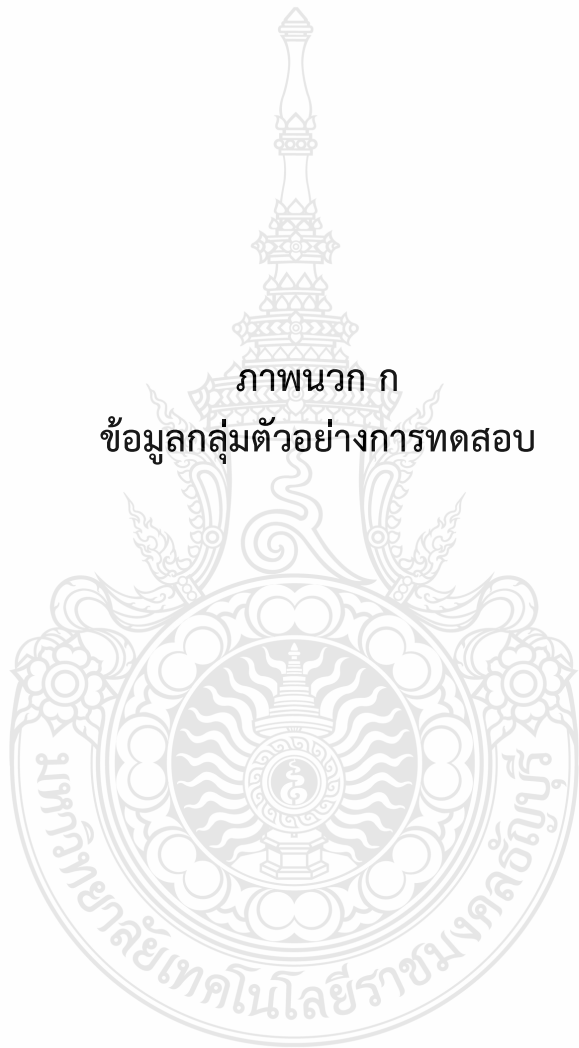 ภาพนวก ก
ข้อมูลกลุ่มตัวอย่างการทดสอบ
มหาวิทยาลัยเทคโนโลยีราชมงคลธัญบุรี